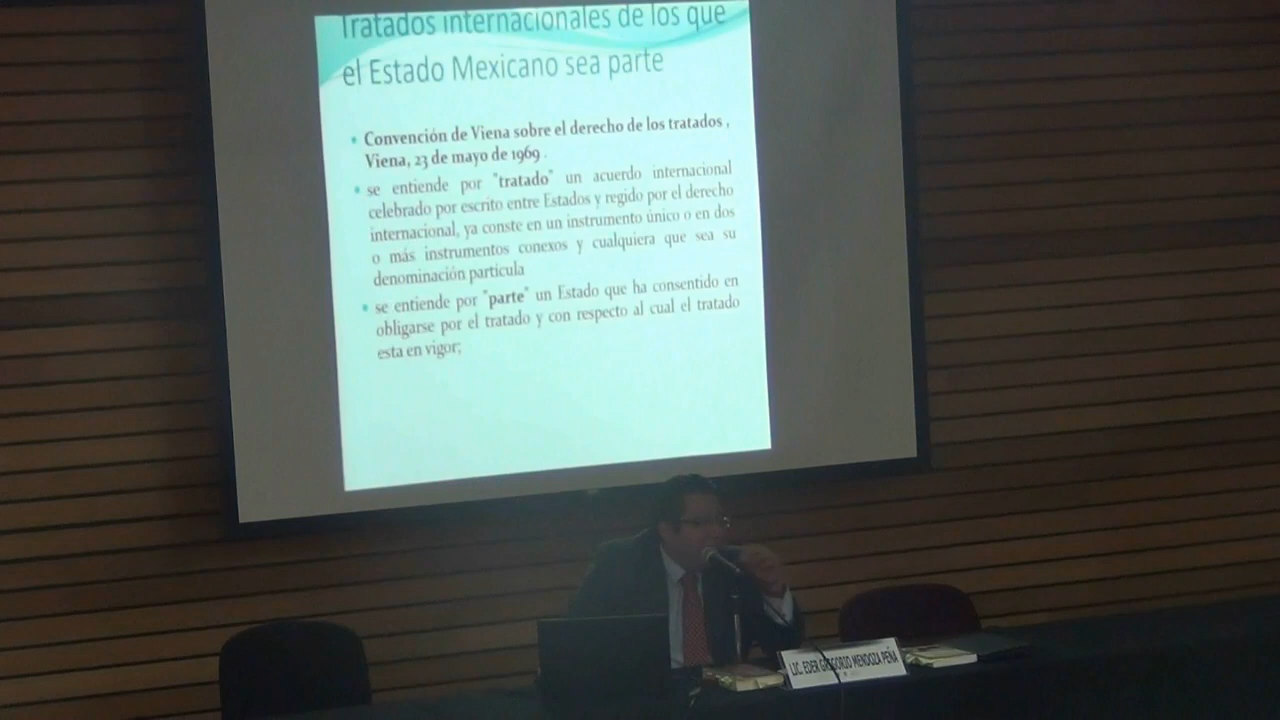 Tratados internacionales de los que
el Estado Mexicano sea parte
• Convención de Viena sobre el derecho de los tratados ,
Viena, 23 de mayo de 1969 .
• se entiende por "tratado" un acuerdo internacional
celebrado por escrito entre Estados y regido por el derecho
internacional, ya conste en un instrumento único o en dos
o más instrumentos conexos y cualquiera que sea su
denominación particula
• se entiende por "parte" un Estado que ha consentido en
obligarse por el tratado y con respecto al cual el tratado
esta en vigor;
LIC. EDER GREGORIO MENDOZA PEÑA